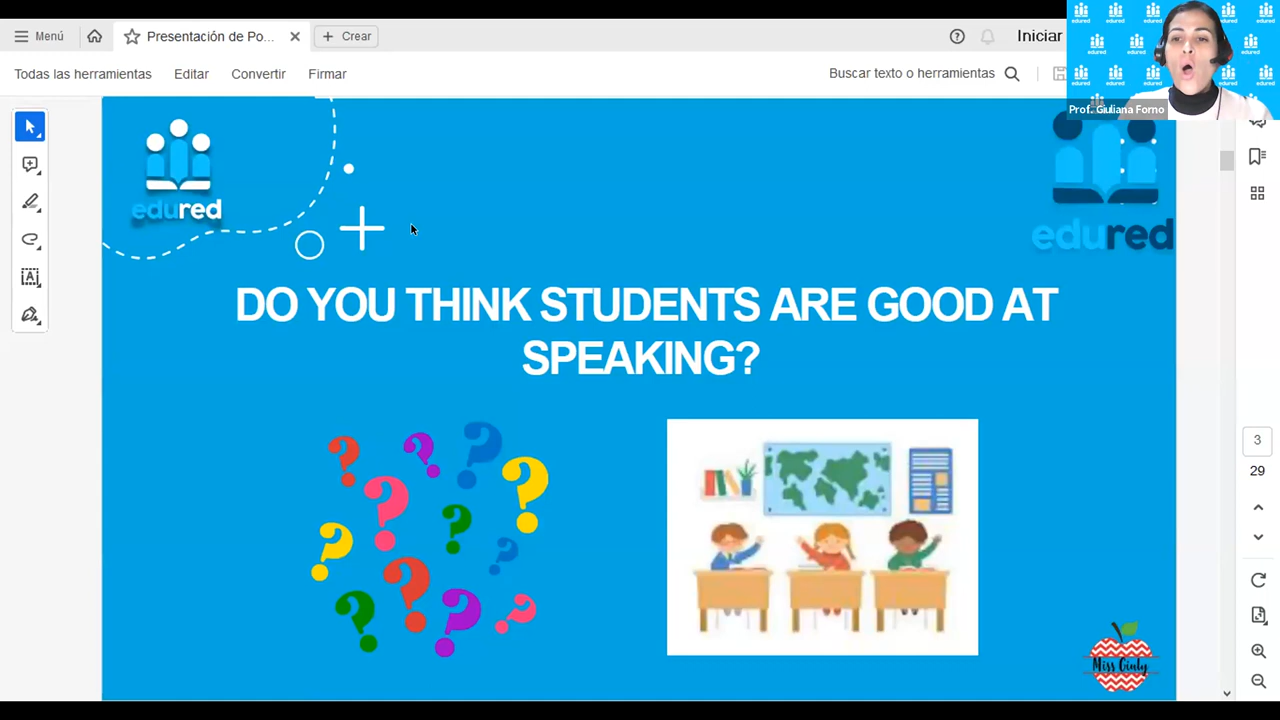 Menú
Presentación de Po...
Crear
Iniciar
Todas las herramientas
Editar
Convertir
Firmar
Buscar texto o herramientas
Prof. Giuliana Forno
edured
edured
DO YOU THINK STUDENTS ARE GOOD AT
SPEAKING?
3
29
Miss Giuly